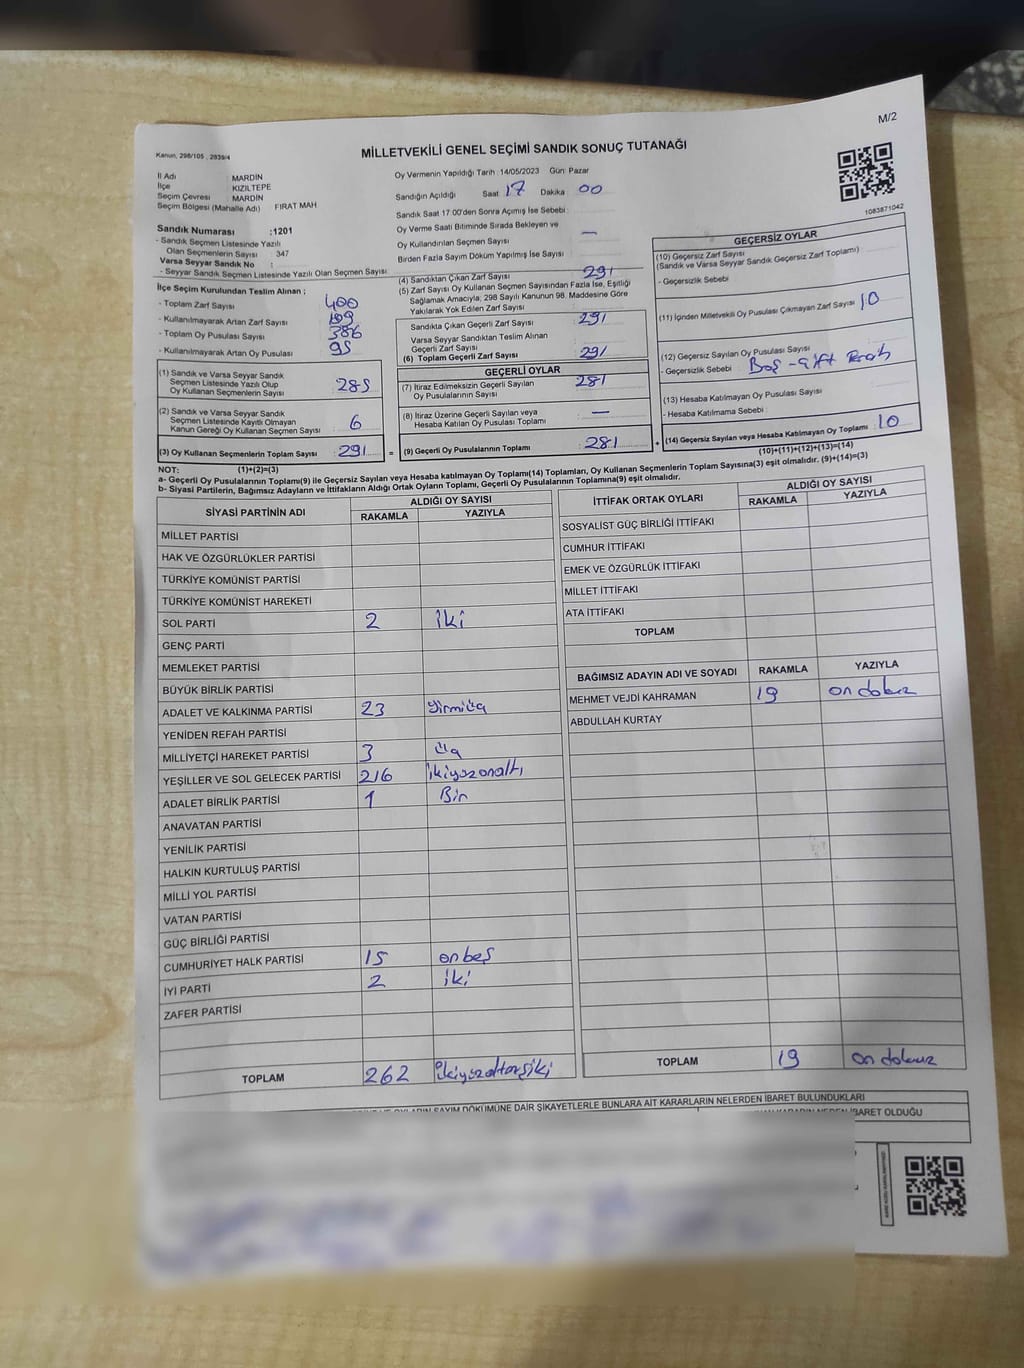 M/2
Kanun, 298/105 , 2839/4
MİLLETVEKİLİ GENEL SEÇİMİ SANDIK SONUÇ TUTANAĞI
İl Adı : MARDİN
İlçe : KIZILTEPE
Seçim Çevresi : MARDİN
Seçim Bölgesi (Mahalle Adı) : FIRAT MAH
Sandık Numarası :1201
- Sandık Seçmen Listesinde Yazılı
Olan Seçmenlerin Sayısı : 347
Varsa Seyyar Sandık No :
- Seyyar Sandık Seçmen Listesinde Yazılı Olan Seçmen Sayısı :
Oy Vermenin Yapıldığı Tarih : 14/05/2023 Gün : Pazar
Sandığın Açıldığı Saat 17 Dakika 00
Sandık Saat 17.00'den Sonra Açımış İse Sebebi :
Oy Verme Saati Bitiminde Sırada Bekleyen ve
Oy Kullandırılan Seçmen Sayısı : —
Birden Fazla Sayım Döküm Yapılmış İse Sayısı :
1083871042
İlçe Seçim Kurulundan Teslim Alınan ;
- Toplam Zarf Sayısı : 400
- Kullanılmayarak Artan Zarf Sayısı : 109
- Toplam Oy Pusulası Sayısı : 386
- Kullanılmayarak Artan Oy Pusulası : 95
(1) Sandık ve Varsa Seyyar Sandık
Seçmen Listesinde Yazılı Olup
Oy Kullanan Seçmenlerin Sayısı : 285
(2) Sandık ve Varsa Seyyar Sandık
Seçmen Listesinde Kayıtlı Olmayan
Kanun Gereği Oy Kullanan Seçmen Sayısı : 6
(3) Oy Kullanan Seçmenlerin Toplam Sayısı : 291 =
(4) Sandıktan Çıkan Zarf Sayısı : 291
(5) Zarf Sayısı Oy Kullanan Seçmen Sayısından Fazla İse, Eşitliği
Sağlamak Amacıyla; 298 Sayılı Kanunun 98. Maddesine Göre
Yakılarak Yok Edilen Zarf Sayısı :
Sandıkta Çıkan Geçerli Zarf Sayısı : 291
Varsa Seyyar Sandıktan Teslim Alınan
Geçerli Zarf Sayısı :
(6) Toplam Geçerli Zarf Sayısı : 291
GEÇERLİ OYLAR
(7) İtiraz Edilmeksizin Geçerli Sayılan
Oy Pusulalarının Sayısı : 281
(8) İtiraz Üzerine Geçerli Sayılan veya
Hesaba Katılan Oy Pusulası Toplamı : —
(9) Geçerli Oy Pusulalarının Toplamı : 281 +
GEÇERSİZ OYLAR
(10) Geçersiz Zarf Sayısı
(Sandık ve Varsa Seyyar Sandık Geçersiz Zarf Toplamı) :
- Geçersizlik Sebebi :
(11) İçinden Milletvekili Oy Pusulası Çıkmayan Zarf Sayısı : 10
(12) Geçersiz Sayılan Oy Pusulası Sayısı :
- Geçersizlik Sebebi : Boş - çift
(13) Hesaba Katılmayan Oy Pusulası Sayısı :
- Hesaba Katılmama Sebebi :
(14) Geçersiz Sayılan veya Hesaba Katılmayan Oy Toplamı : 10
(10)+(11)+(12)+(13)=(14)
NOT: (1)+(2)=(3)
a- Geçerli Oy Pusulalarının Toplamı(9) ile Geçersiz Sayılan veya Hesaba katılmayan Oy Toplamı(14) Toplamları, Oy Kullanan Seçmenlerin Toplam Sayısına(3) eşit olmalıdır. (9)+(14)=(3)
b- Siyasi Partilerin, Bağımsız Adayların ve İttifakların Aldığı Ortak Oyların Toplamı, Geçerli Oy Pusulalarının Toplamına(9) eşit olmalıdır.
SİYASİ PARTİNİN ADI ALDIĞI OY SAYISI
RAKAMLA YAZIYLA
MİLLET PARTİSİ
HAK VE ÖZGÜRLÜKLER PARTİSİ
TÜRKİYE KOMÜNİST PARTİSİ
TÜRKİYE KOMÜNİST HAREKETİ
SOL PARTİ 2 iki
GENÇ PARTİ
MEMLEKET PARTİSİ
BÜYÜK BİRLİK PARTİSİ
ADALET VE KALKINMA PARTİSİ 23 yirmiüç
YENİDEN REFAH PARTİSİ
MİLLİYETÇİ HAREKET PARTİSİ 3 üç
YEŞİLLER VE SOL GELECEK PARTİSİ 216 ikiyüzonaltı
ADALET BİRLİK PARTİSİ 1 Bir
ANAVATAN PARTİSİ
YENİLİK PARTİSİ
HALKIN KURTULUŞ PARTİSİ
MİLLİ YOL PARTİSİ
VATAN PARTİSİ
GÜÇ BİRLİĞİ PARTİSİ
CUMHURİYET HALK PARTİSİ 15 onbeş
İYİ PARTİ 2 iki
ZAFER PARTİSİ
TOPLAM 262 ikiyüzaltmışiki
İTTİFAK ORTAK OYLARI ALDIĞI OY SAYISI
RAKAMLA YAZIYLA
SOSYALİST GÜÇ BİRLİĞİ İTTİFAKI
CUMHUR İTTİFAKI
EMEK VE ÖZGÜRLÜK İTTİFAKI
MİLLET İTTİFAKI
ATA İTTİFAKI
TOPLAM
BAĞIMSIZ ADAYIN ADI VE SOYADI RAKAMLA YAZIYLA
MEHMET VEJDİ KAHRAMAN 19 on dokuz
ABDULLAH KURTAY
TOPLAM 19 on dokuz
SAYIM DÖKÜMÜNE DAİR ŞİKAYETLERLE BUNLARA AİT KARARLARIN NELERDEN İBARET BULUNDUKLARI
İBARET OLDUĞU